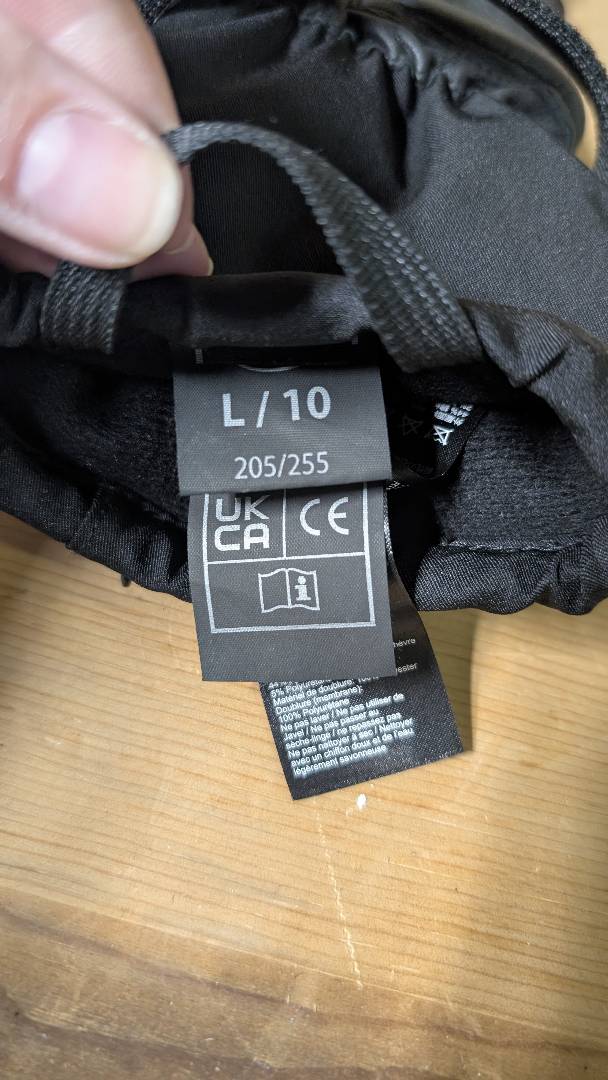 L / 10
205/255
UK
CA
CE
hèvre
5% Polyuréthane
Matériel de doublure: 100%
Doublure (membrane):
100% Polyuréthane
Ne pas laver / Ne pas utiliser de
javel / Ne pas passer au
sèche-linge / ne repassez pas
Ne pas nettoyer à sec / Nettoyer
avec un chiffon doux et de l'eau
légèrement savonneuse